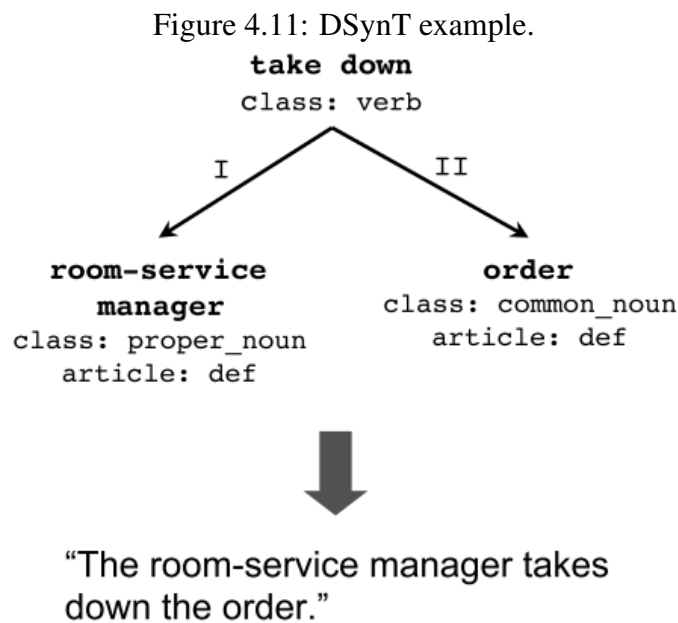 Figure 4.11: DSynT example.
take down
class: verb
I
II
room-service
manager
class: proper_noun
article: def
order
class: common_noun
article: def
“The room-service manager takes
down the order.”